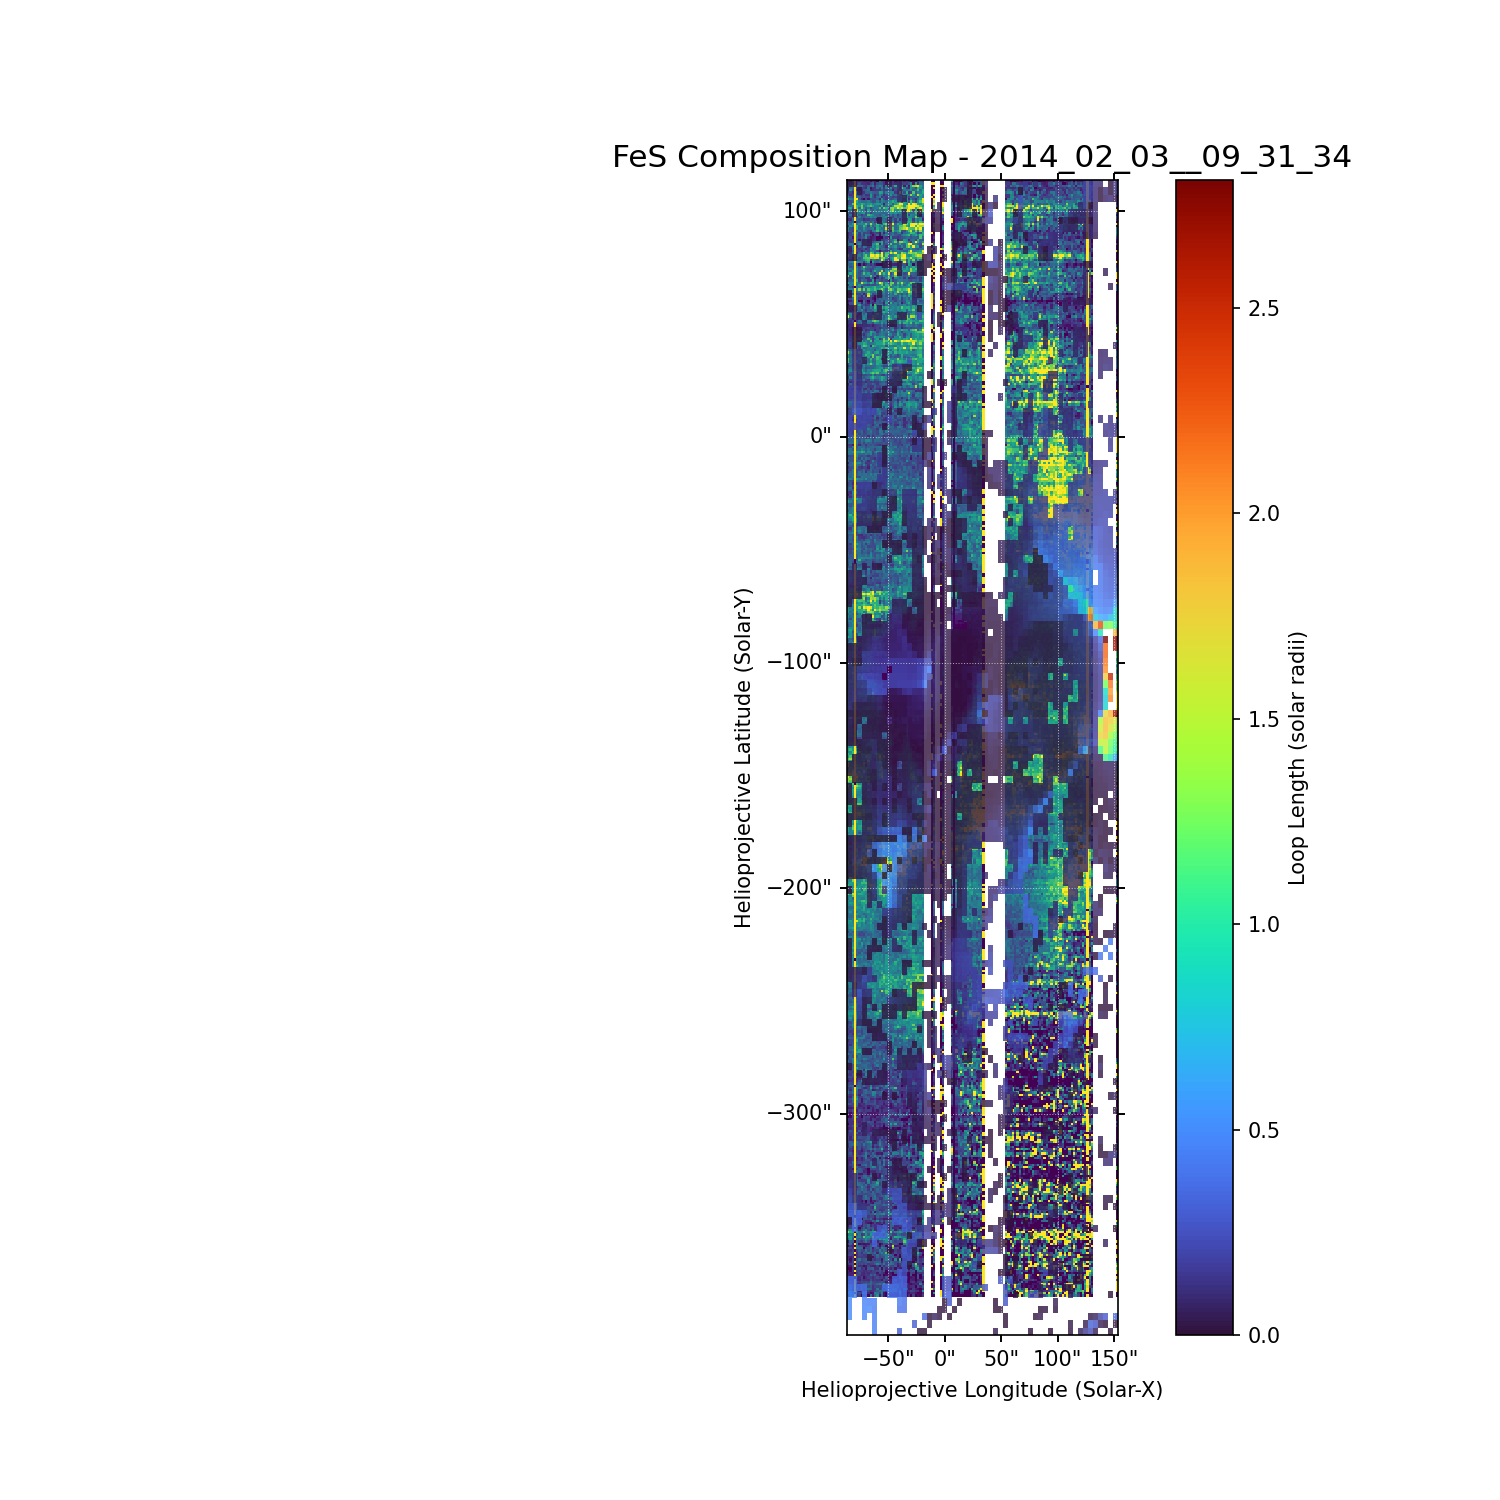 FeS Composition Map - 2014_02_03__09_31_34
100"
0"
−100"
−200"
−300"
Helioprojective Latitude (Solar-Y)
−50" 0" 50" 100" 150"
Helioprojective Longitude (Solar-X)
2.5
2.0
1.5
1.0
0.5
0.0
Loop Length (solar radii)